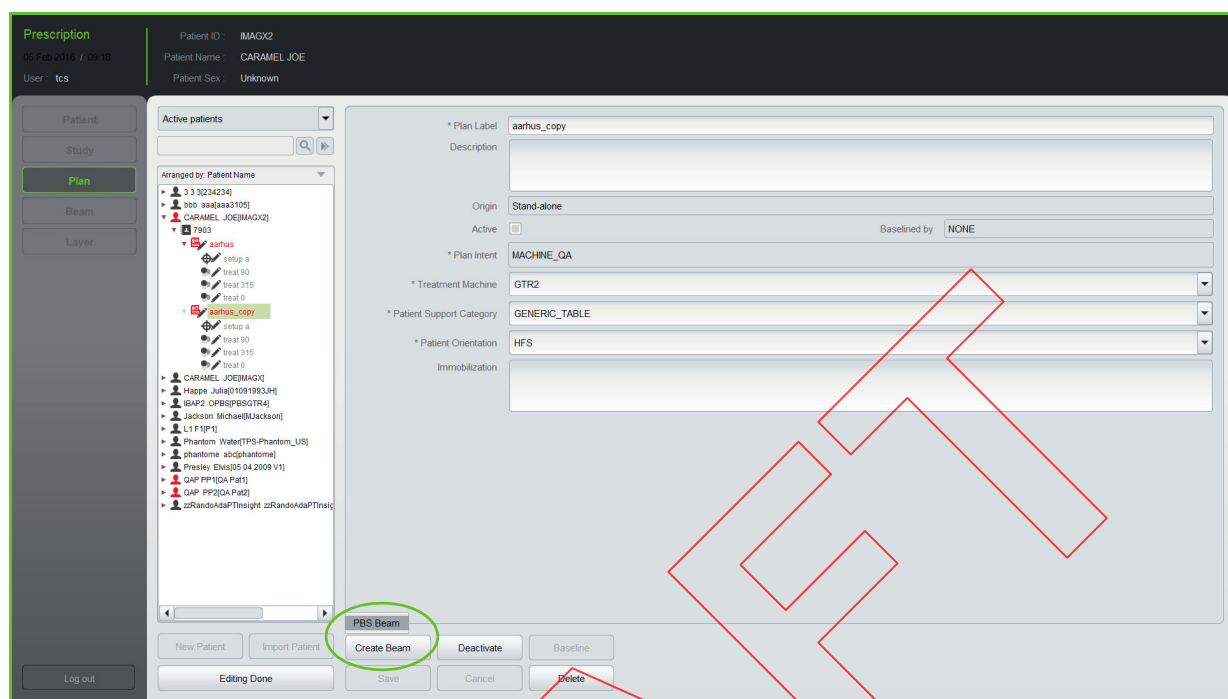 Prescription
05 Feb 2016 / 09:18
User : tcs
Patient ID : IMAGX2
Patient Name : CARAMEL JOE
Patient Sex : Unknown
Patient
Study
Plan
Beam
Layer
Log out
Active patients
Arranged by: Patient Name
3 3 3[234234]
bbb aaa[aaa3105]
CARAMEL JOE[IMAGX2]
7903
aarhus
setup a
treat 90
treat 315
treat 0
aarhus_copy
setup a
treat 90
treat 315
treat 0
CARAMEL JOE[IMAGX]
Happe Julia[01091993JH]
IBAP2 OPBS[PBSGTR4]
Jackson Michael[MJackson]
L1 F1[P1]
Phantom Water[TPS-Phantom_US]
phantome abc[phantome]
Presley Elvis[05 04 2009 V1]
QAP PP1[QA Pat1]
QAP PP2[QA Pat2]
zzRandoAdaPTInsight zzRandoAdaPTInsig
New Patient
Import Patient
Editing Done
* Plan Label aarhus_copy
Description
Origin Stand-alone
Active
Baselined by NONE
* Plan Intent MACHINE_QA
* Treatment Machine GTR2
* Patient Support Category GENERIC_TABLE
* Patient Orientation HFS
Immobilization
PBS Beam
Create Beam
Deactivate
Baseline
Save
Cancel
Delete